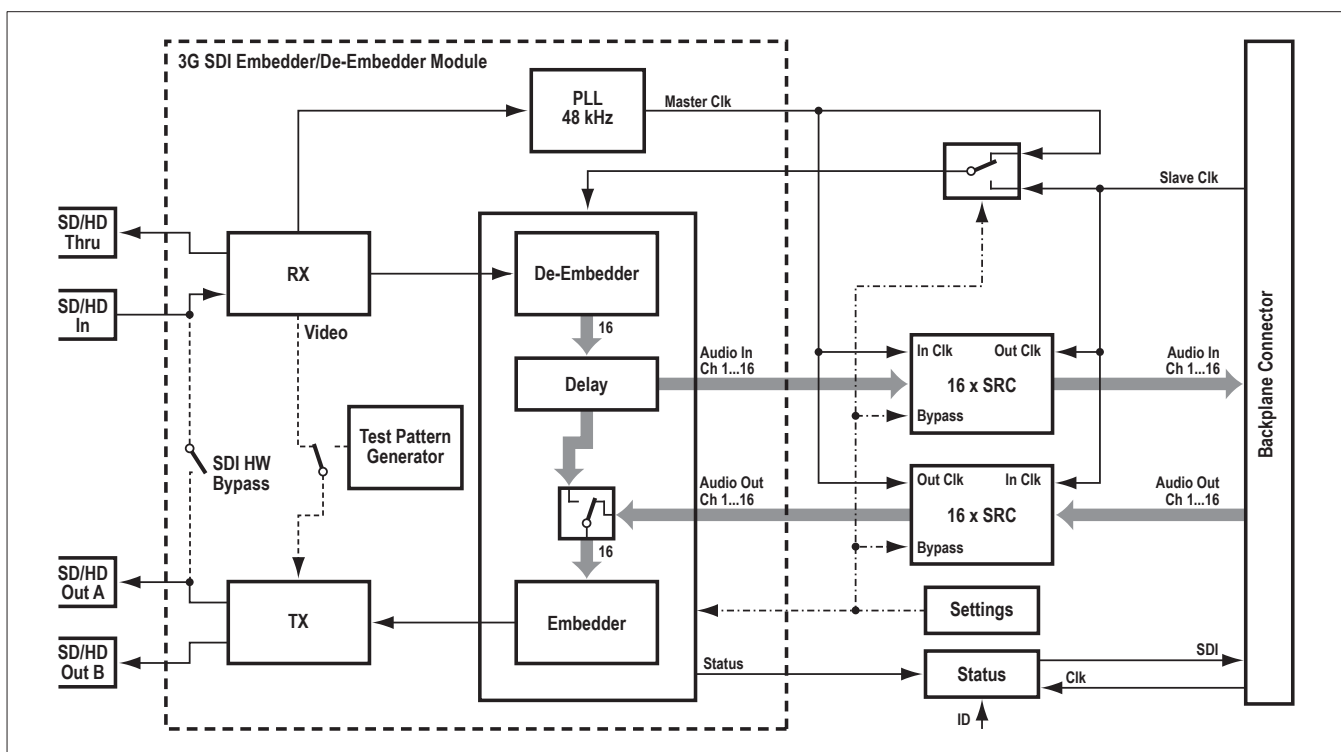 3G SDI Embedder/De-Embedder Module
PLL
48 kHz
Master Clk
Slave Clk
SD/HD
Thru
RX
De-Embedder
SD/HD
In
Video
16
Audio In
Ch 1...16
In Clk
Out Clk
16 x SRC
Bypass
Audio In
Ch 1...16
Delay
Test Pattern
Generator
SDI HW
Bypass
Audio Out
Ch 1...16
Out Clk
In Clk
16 x SRC
Bypass
Audio Out
Ch 1...16
16
Backplane Connector
SD/HD
Out A
TX
Embedder
Settings
SD/HD
Out B
Status
Status
SDI
Clk
ID